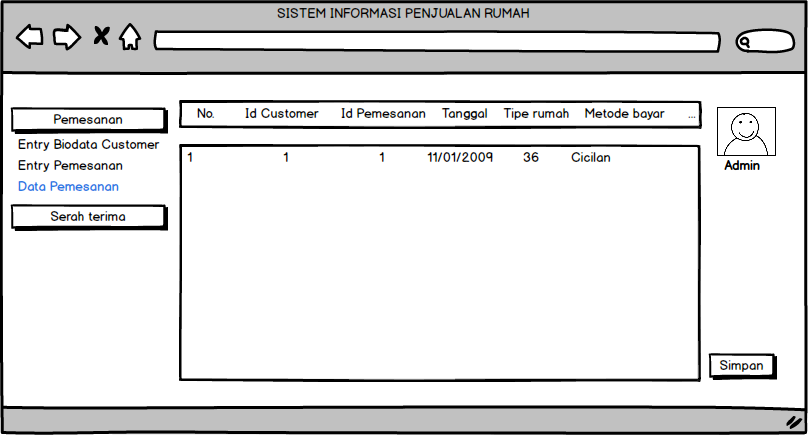 SISTEM INFORMASI PENJUALAN RUMAH
Pemesanan
Entry Biodata Customer
Entry Pemesanan
Data Pemesanan
Serah terima
No. Id Customer Id Pemesanan Tanggal Tipe rumah Metode bayar ...
1 1 1 11/01/2009 36 Cicilan
Admin
Simpan